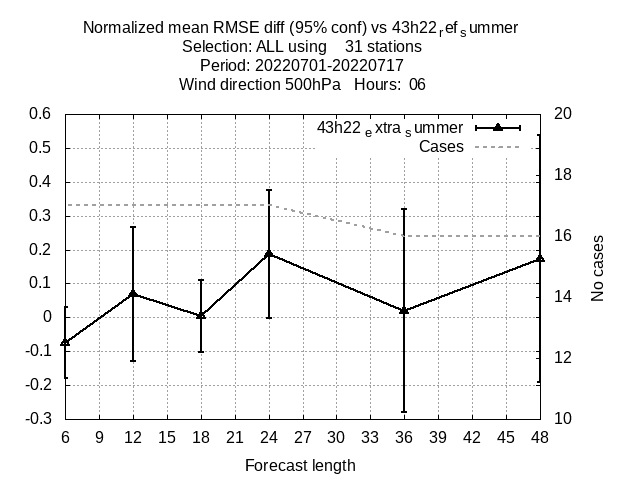 Normalized mean RMSE diff (95% conf) vs 43h22refsummer
Selection: ALL using    31 stations
Period: 20220701-20220717
Wind direction 500hPa   Hours:  06
43h22extrasummer
Cases
0.6
0.5
0.4
0.3
0.2
0.1
0
-0.1
-0.2
-0.3
20
18
16
14
12
10
No cases
6 9 12 15 18 21 24 27 30 33 36 39 42 45 48
Forecast length